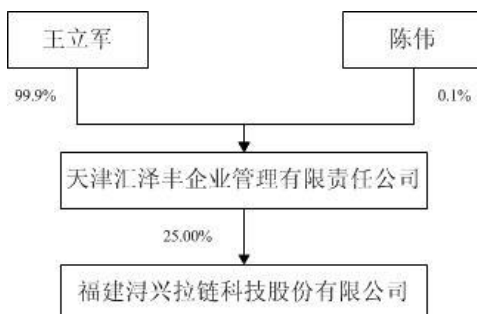 王立军
陈伟
99.9%
0.1%
天津汇泽丰企业管理有限责任公司
25.00%
福建浔兴拉链科技股份有限公司